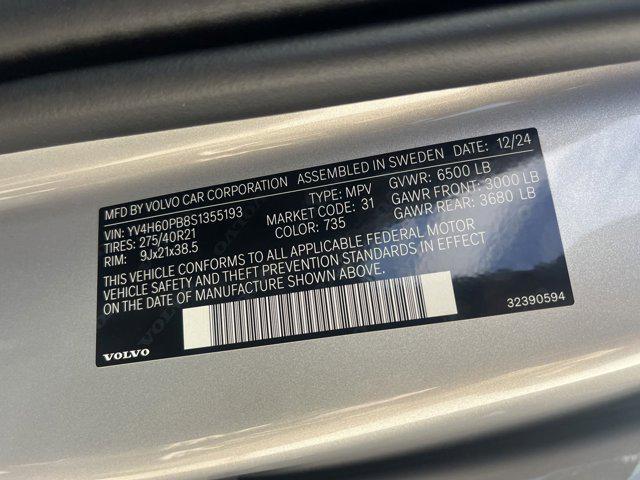 MFD BY VOLVO CAR CORPORATION ASSEMBLED IN SWEDEN DATE: 12/24
VIN: YV4H60PB8S1355193 TYPE: MPV GVWR: 6500 LB
TIRES: 275/40R21 MARKET CODE: 31 GAWR FRONT: 3000 LB
RIM: 9Jx21x38.5 COLOR: 735 GAWR REAR: 3680 LB
THIS VEHICLE CONFORMS TO ALL APPLICABLE FEDERAL MOTOR
VEHICLE SAFETY AND THEFT PREVENTION STANDARDS IN EFFECT
ON THE DATE OF MANUFACTURE SHOWN ABOVE.
VOLVO 32390594